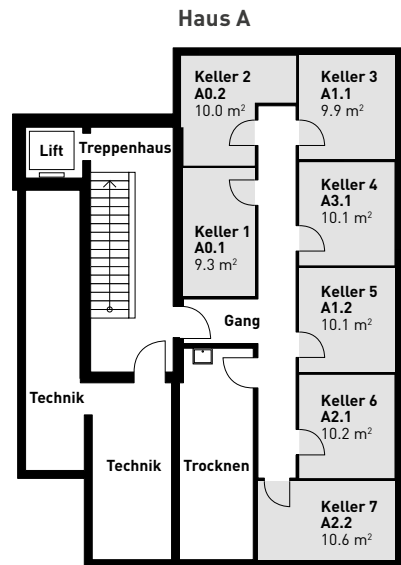 Haus A
Keller 2
A0.2
10.0 m²
Keller 3
A1.1
9.9 m²
Lift
Treppenhaus
Keller 4
A3.1
10.1 m²
Keller 1
A0.1
9.3 m²
Keller 5
A1.2
10.1 m²
Gang
Keller 6
A2.1
10.2 m²
Technik
Technik
Trocknen
Keller 7
A2.2
10.6 m²